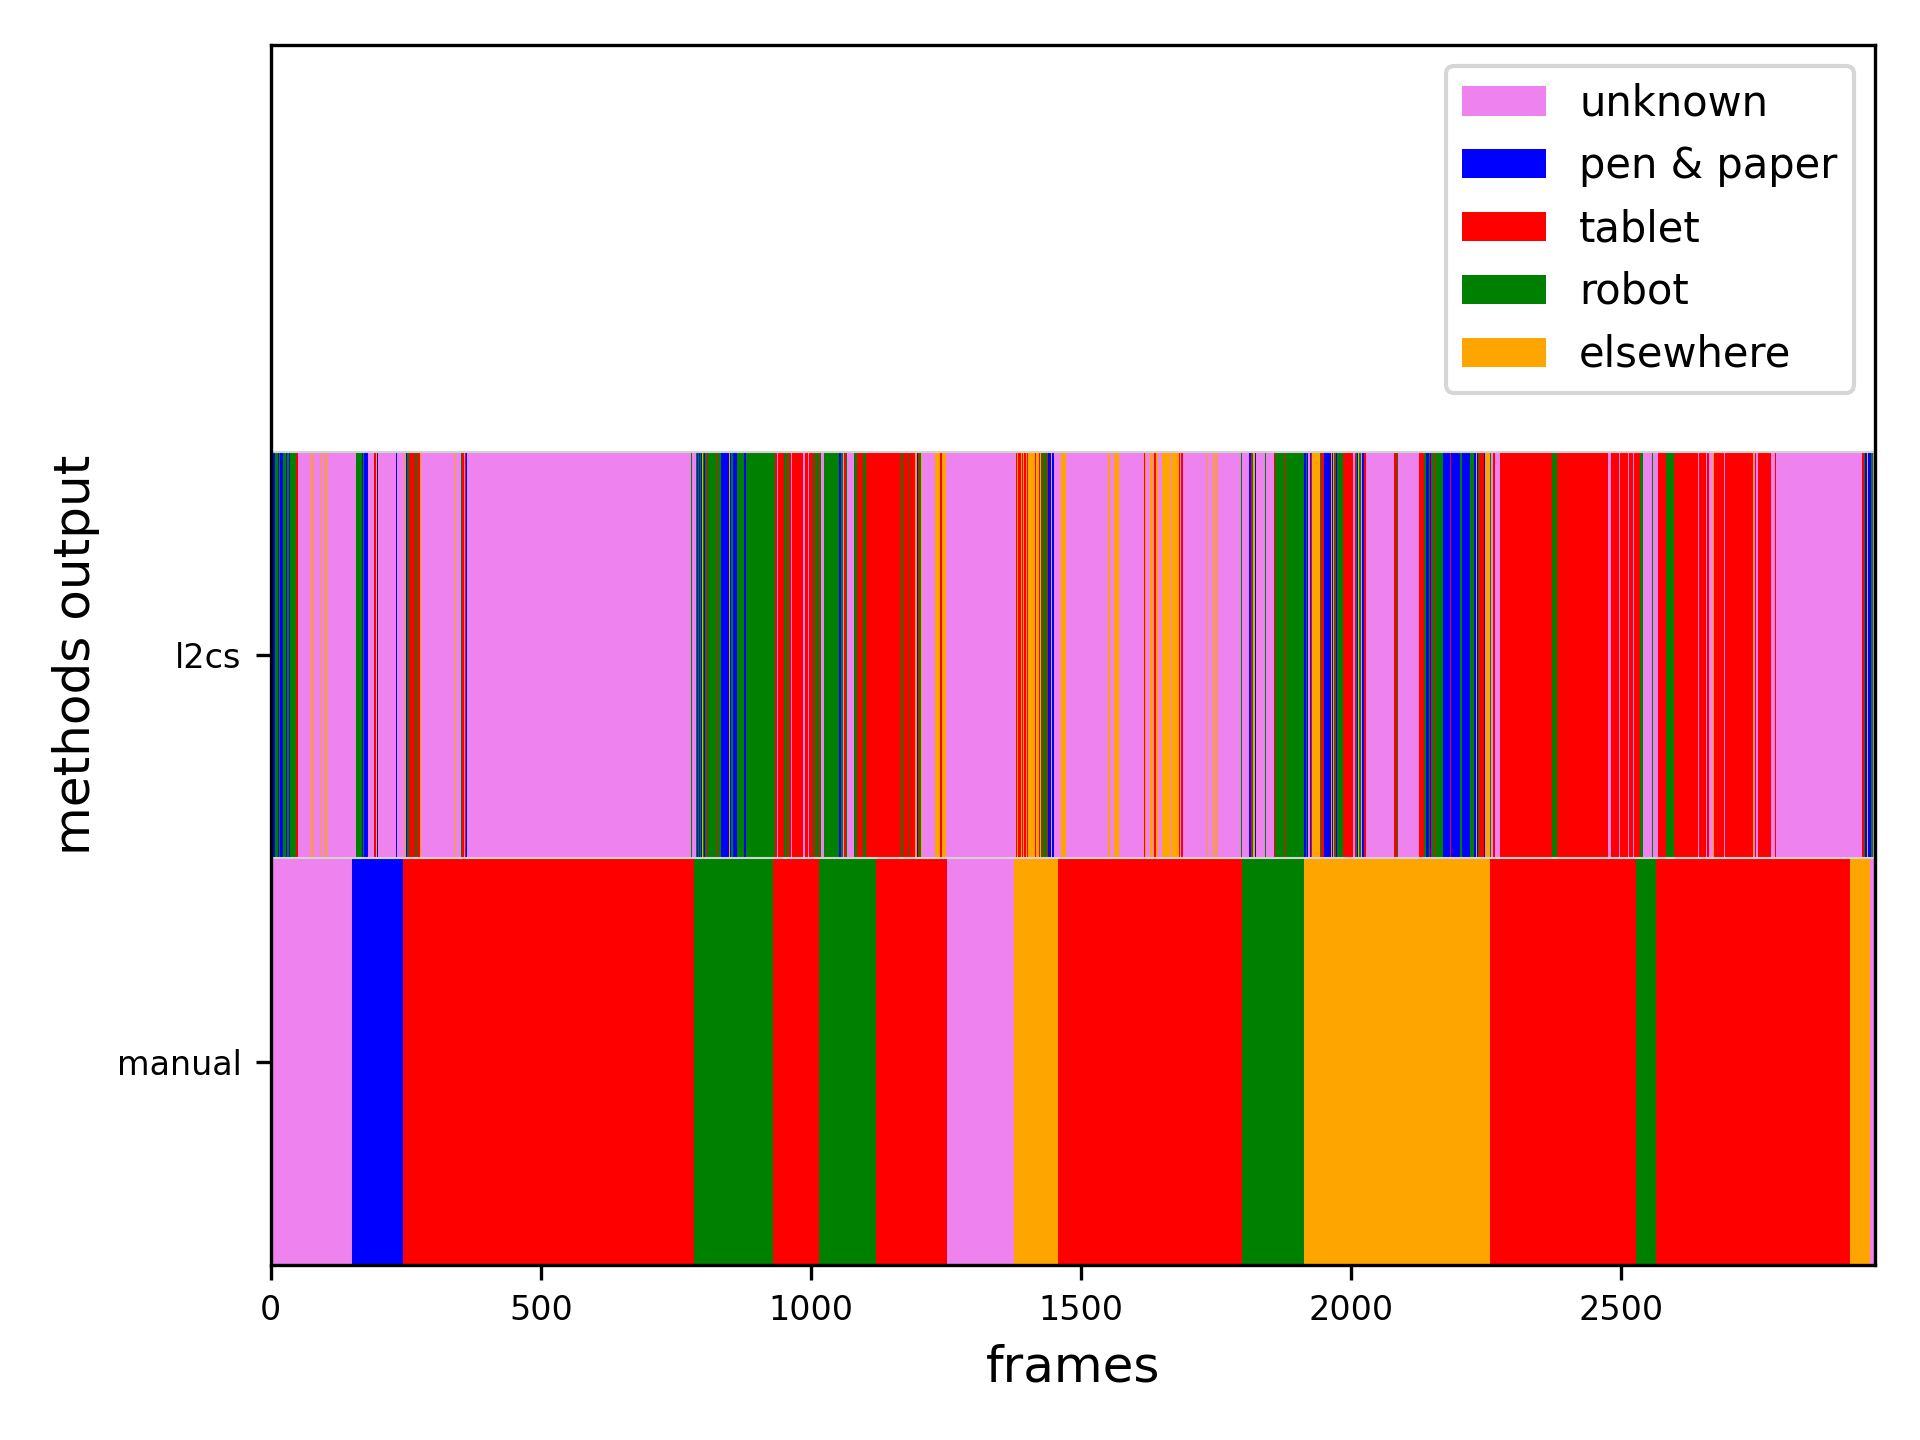 unknown
pen & paper
tablet
robot
elsewhere
methods output
l2cs
manual
0 500 1000 1500 2000 2500
frames